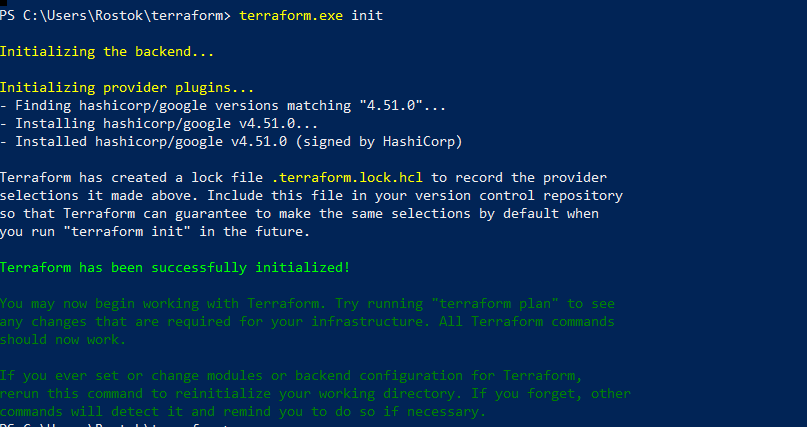 PS C:\Users\Rostok\terraform> terraform.exe init
Initializing the backend...
Initializing provider plugins...
- Finding hashicorp/google versions matching "4.51.0"...
- Installing hashicorp/google v4.51.0...
- Installed hashicorp/google v4.51.0 (signed by HashiCorp)
Terraform has created a lock file .terraform.lock.hcl to record the provider
selections it made above. Include this file in your version control repository
so that Terraform can guarantee to make the same selections by default when
you run "terraform init" in the future.
Terraform has been successfully initialized!
You may now begin working with Terraform. Try running "terraform plan" to see
any changes that are required for your infrastructure. All Terraform commands
should now work.
If you ever set or change modules or backend configuration for Terraform,
rerun this command to reinitialize your working directory. If you forget, other
commands will detect it and remind you to do so if necessary.